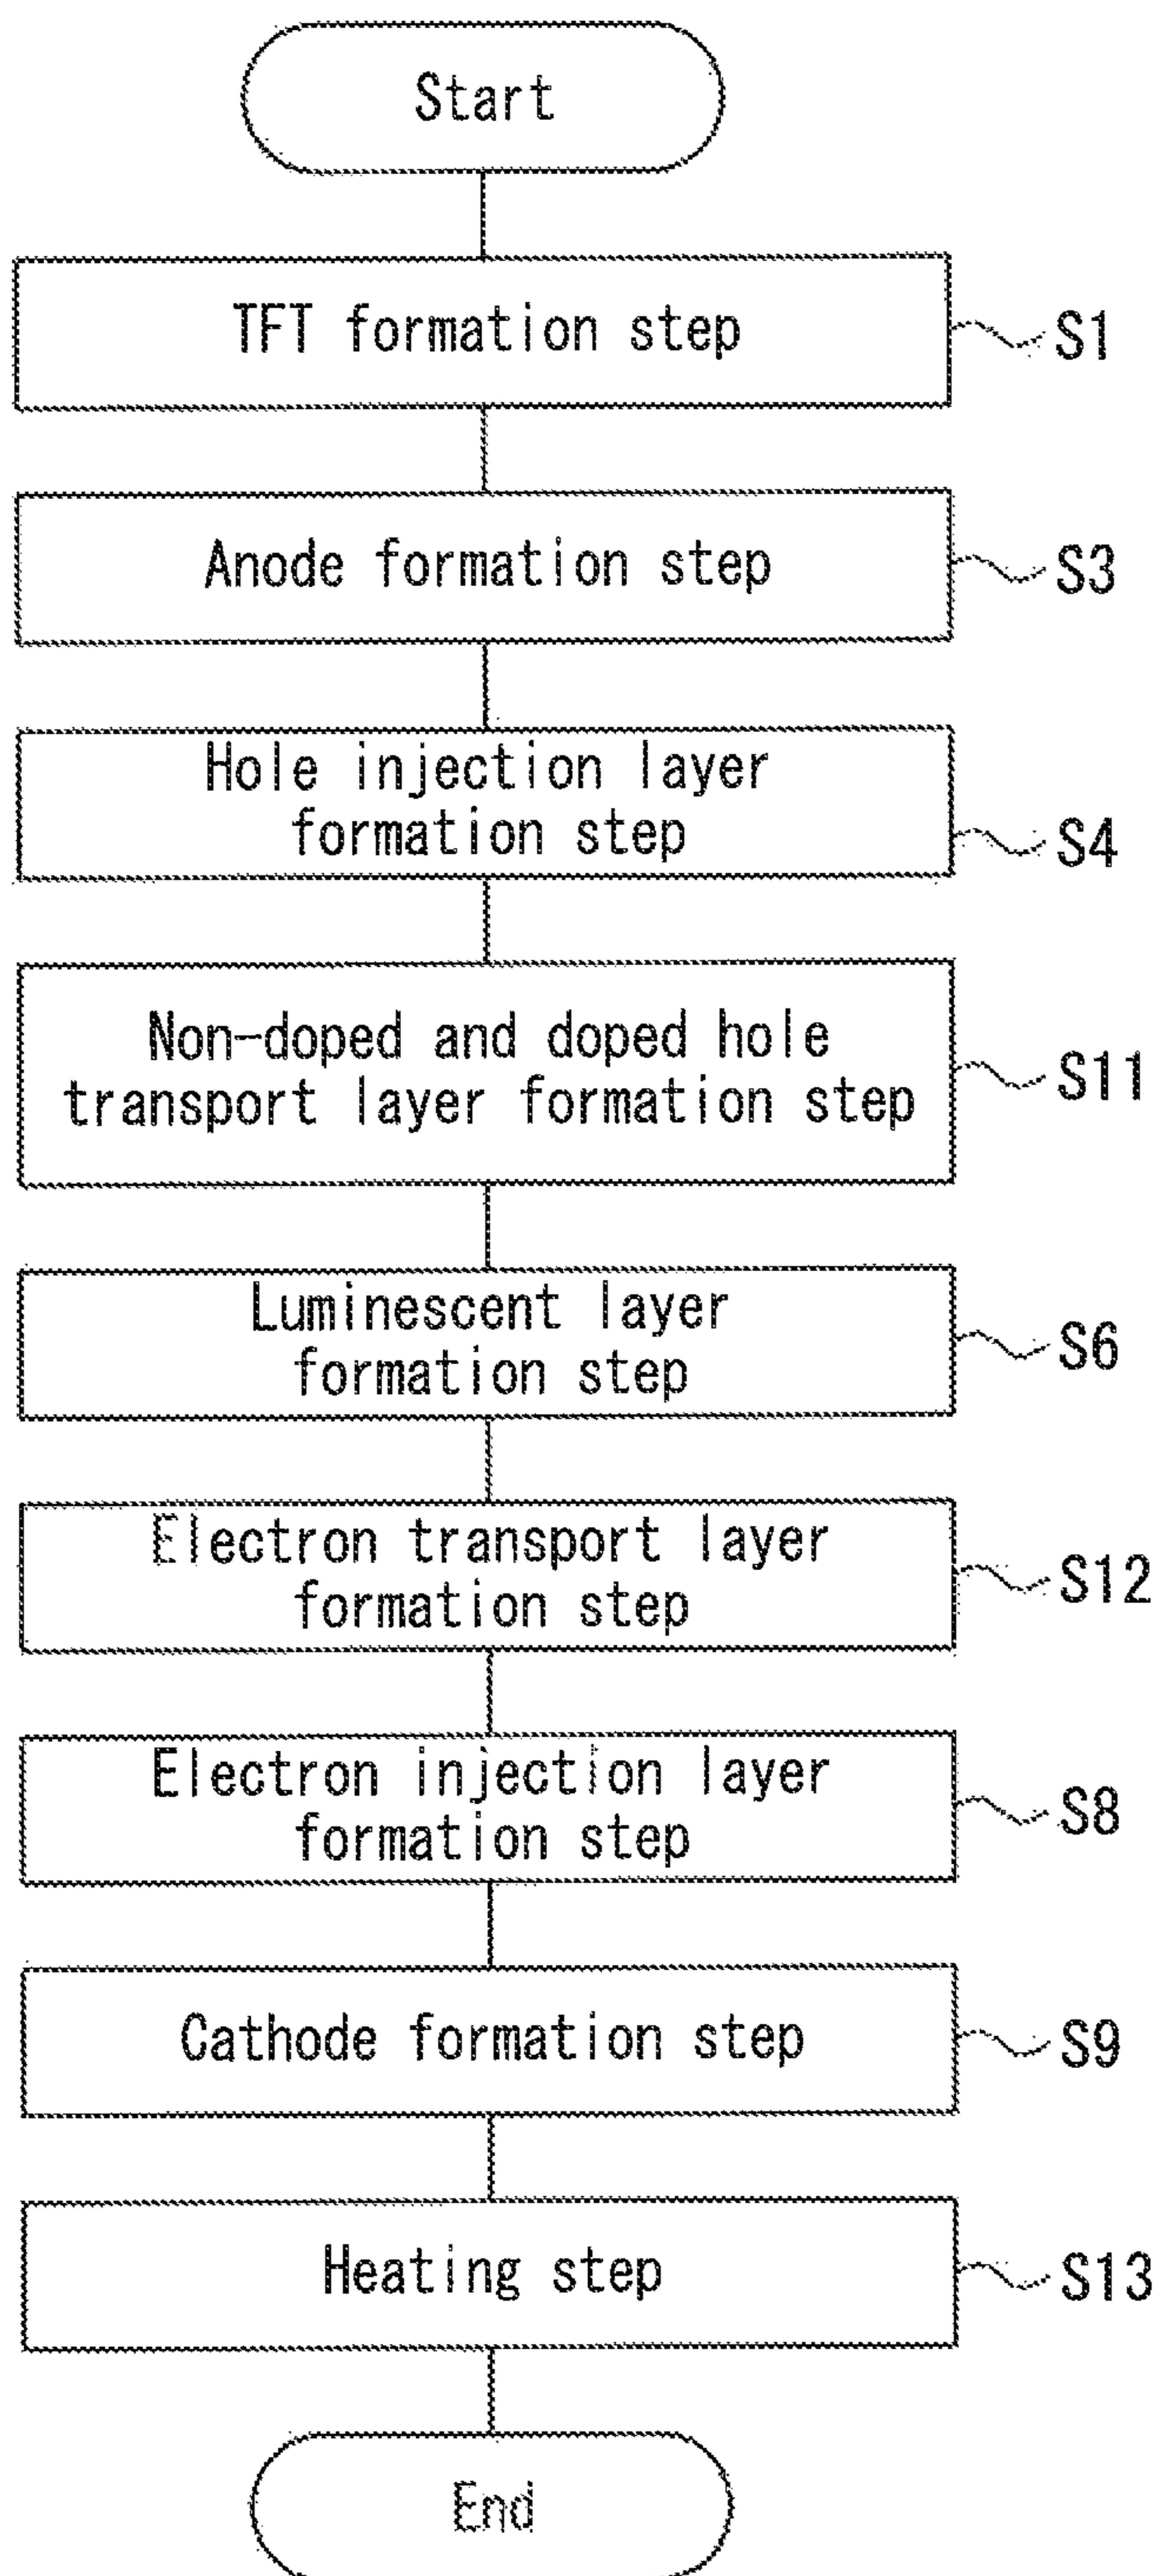 Start
TFT formation step
S1
Anode formation step
S3
Hole injection layer
formation step
S4
Non-doped and doped hole
transport layer formation step
S11
Luminescent layer
formation step
S6
Electron transport layer
formation step
S12
Electron injection layer
formation step
S8
Cathode formation step
S9
Heating step
S13
End